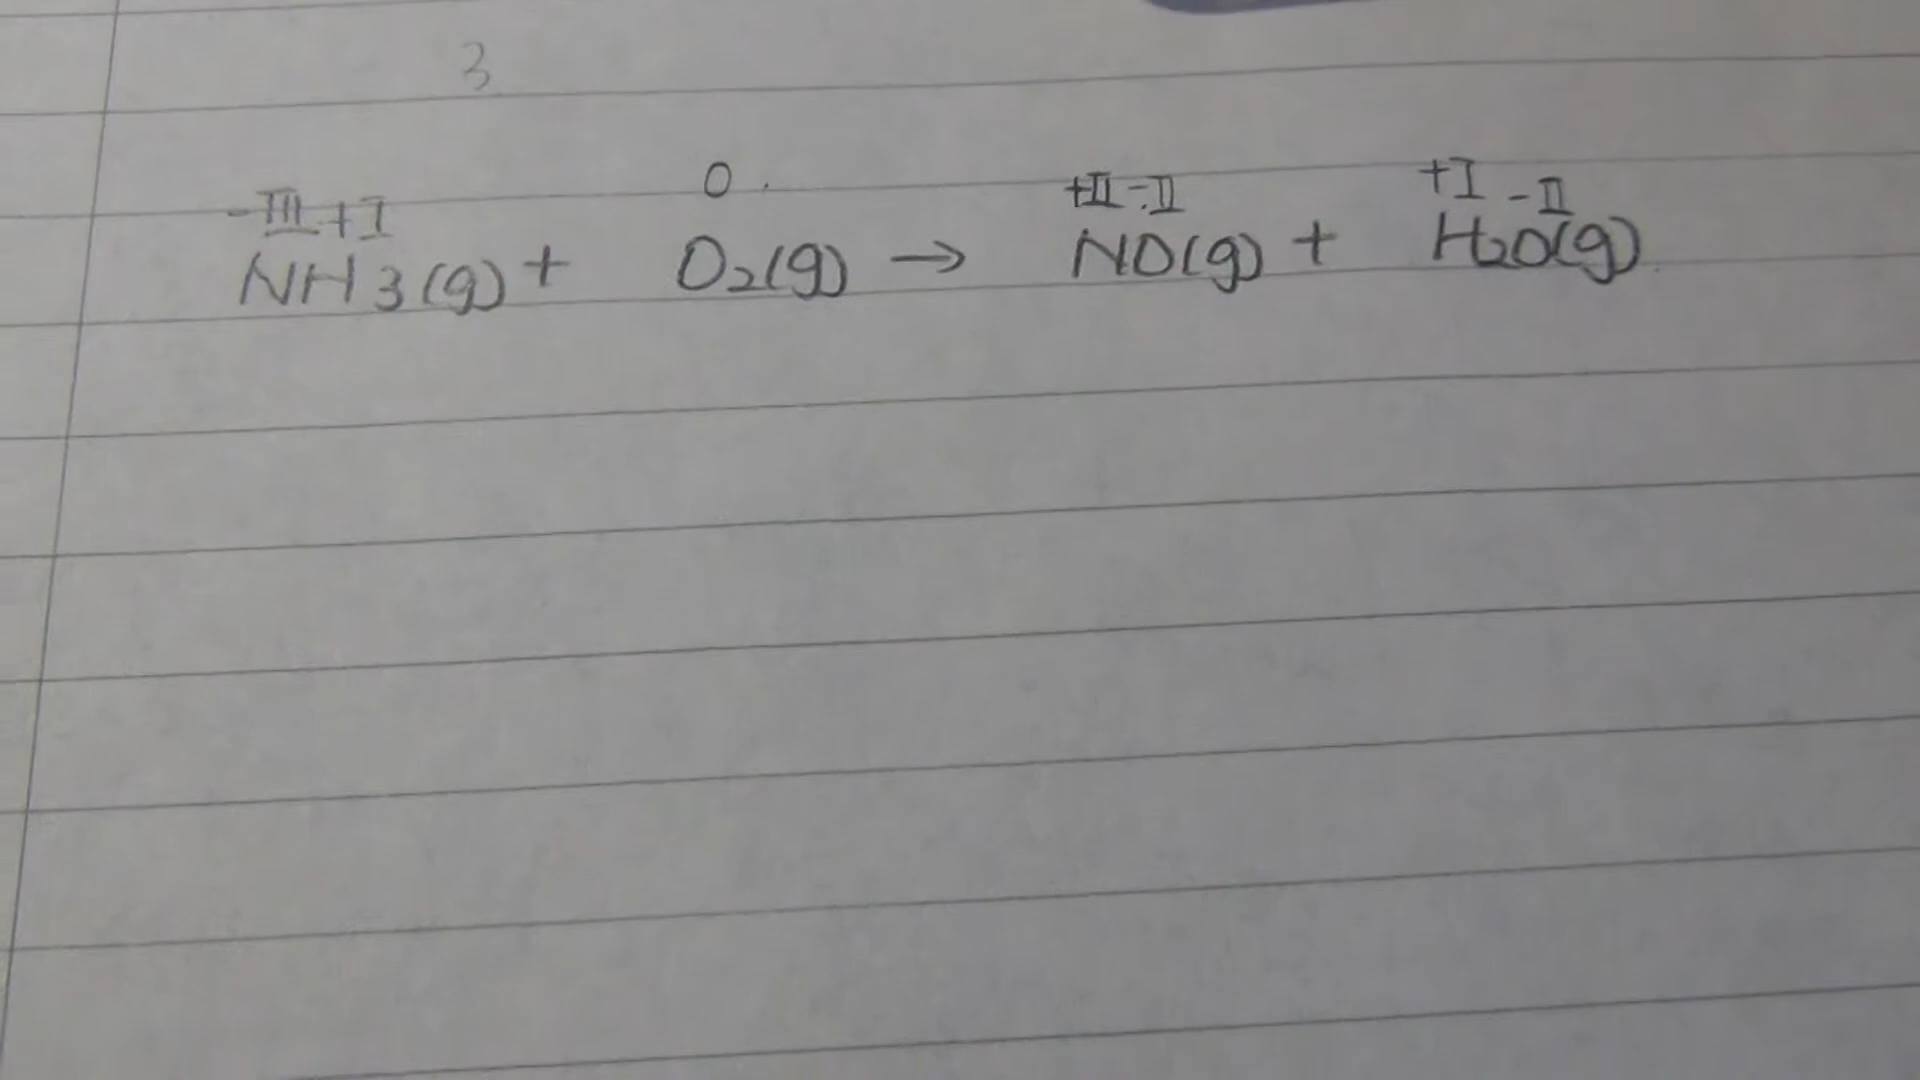 3
-III +I 0 . +II -II +I -II
NH3(g) + O2(g) → NO(g) + H2O(g)